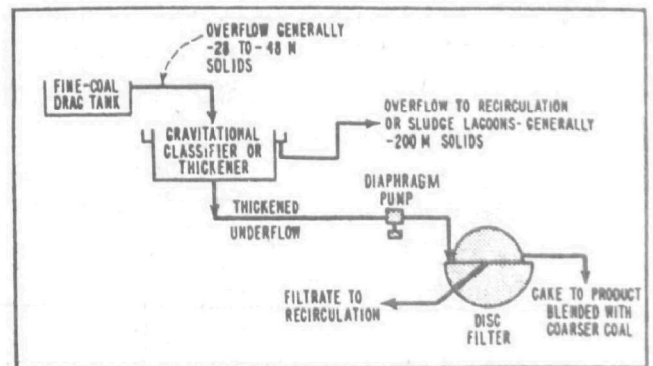 OVERFLOW GENERALLY
-28 TO -48 M
SOLIDS
FINE-COAL
DRAG TANK
OVERFLOW TO RECIRCULATION
OR SLUDGE LAGOONS- GENERALLY
-200 M SOLIDS
GRAVITATIONAL
CLASSIFIER OR
THICKENER
DIAPHRAGM
PUMP
THICKENED
UNDERFLOW
FILTRATE TO
RECIRCULATION
DISC
FILTER
CAKE TO PRODUCT
BLENDED WITH
COARSER COAL